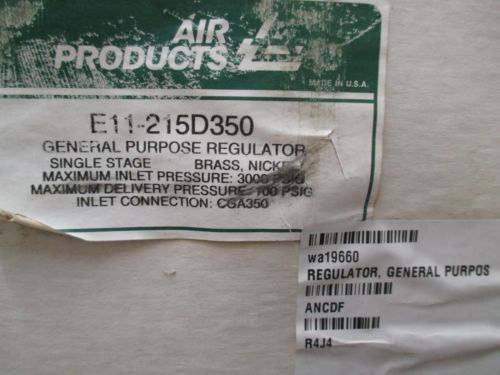 AIR
PRODUCTS
MADE IN U.S.A.
E11-215D350
GENERAL PURPOSE REGULATOR
SINGLE STAGE BRASS, NICKE
MAXIMUM INLET PRESSURE: 3000 PSIG
MAXIMUM DELIVERY PRESSURE: 100 PSIG
INLET CONNECTION: CGA350
wa19660
REGULATOR, GENERAL PURPOS
ANCDF
R4J4